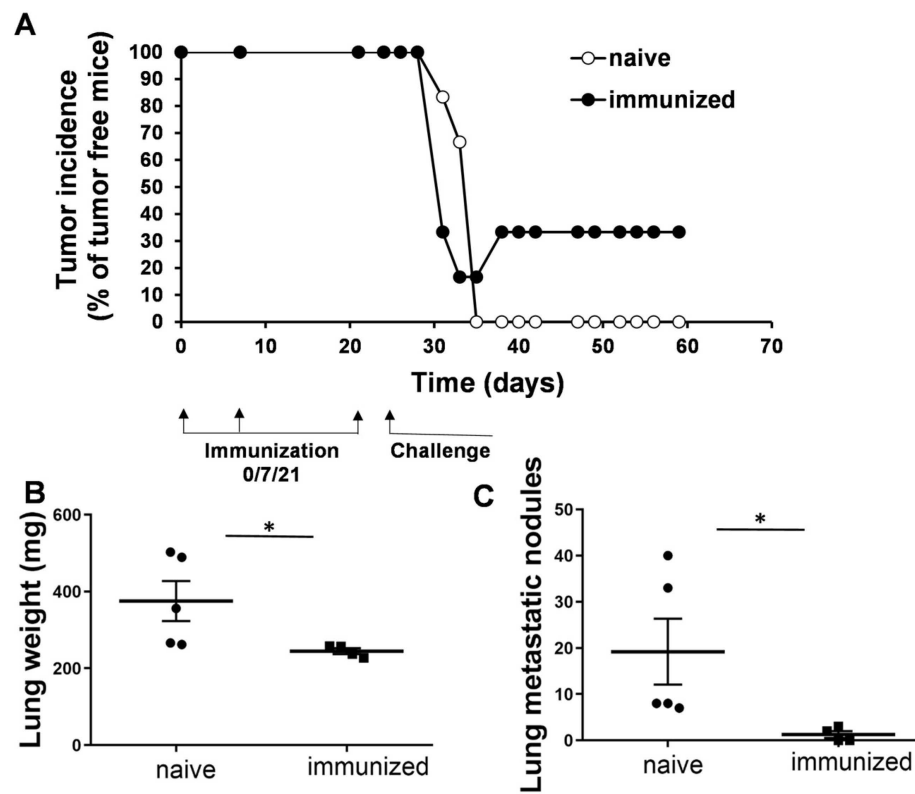 A
Tumor incidence
(% of tumor free mice)
100
90
80
70
60
50
40
30
20
10
0
naive
immunized
0 10 20 30 40 50 60 70
Time (days)
Immunization
0/7/21
Challenge
B
Lung weight (mg)
600
400
200
0
*
naive immunized
C
Lung metastatic nodules
50
40
30
20
10
0
*
naive immunized